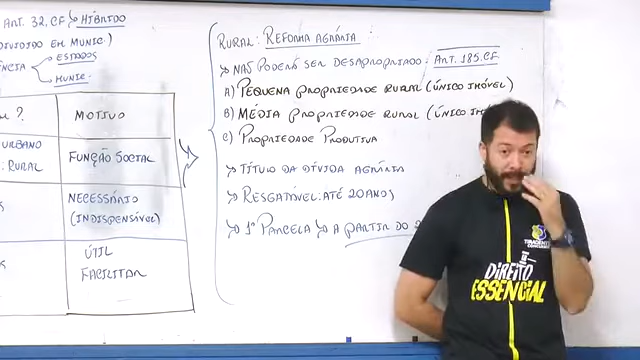 ART. 32. CF HÍBRIDO
DIVIDIDO EM MUNIC.)
ESTADOS
MUNIC.
?
MOTIVO
URBANO
: RURAL
FUNÇÃO SOCIAL
NECESSÁRIO
(INDISPENSÁVEL)
ÚTIL
FACILITAR
RURAL: REFORMA AGRÁRIA:
NÃO PODERÁ SER DESAPROPRIADO: ART. 185. CF
A) PEQUENA PROPRIEDADE RURAL (ÚNICO IMÓVEL)
B) MÉDIA PROPRIEDADE RURAL (ÚNICO
C) PROPRIEDADE PRODUTIVA
TÍTULO DA DÍVIDA AGRÁRIA
RESGATÁVEL: ATÉ 20 ANOS
1ª PARCELA A PARTIR DO
TIRADENTES
DIREITO
ESSENCIAL